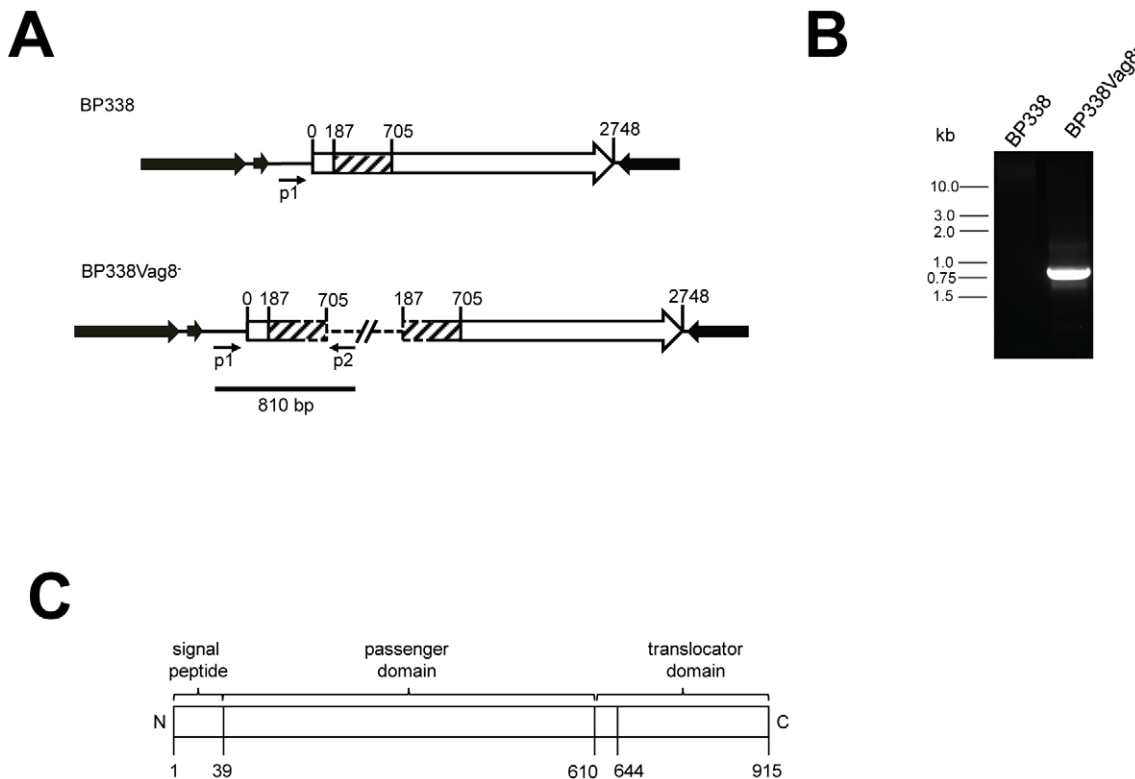 A
BP338
0 187 705 2748
p1
BP338Vag8-
0 187 705 187 705 2748
p1 p2
810 bp
B
BP338
BP338Vag8-
kb
10.0
3.0
2.0
1.0
0.75
1.5
C
signal peptide
passenger domain
translocator domain
N C
1 39 610 644 915